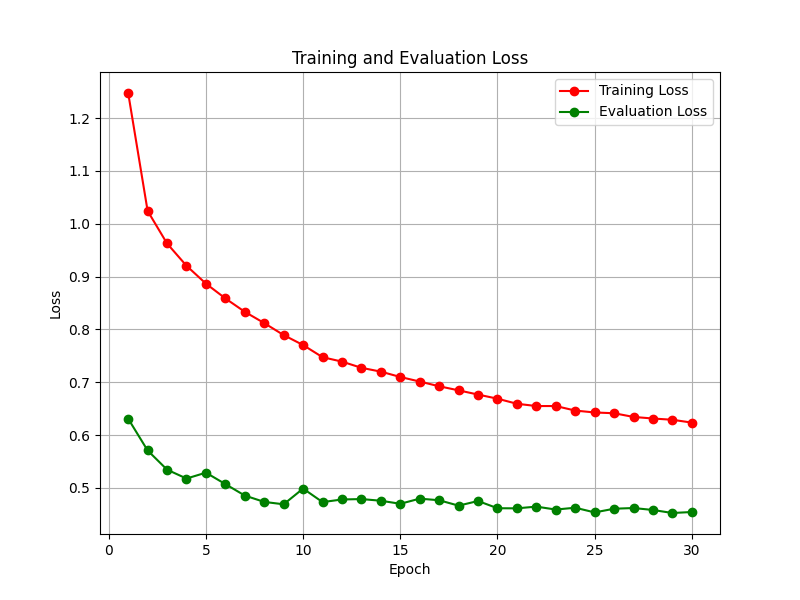 Training and Evaluation Loss
Training Loss
Evaluation Loss
1.2
1.1
1.0
0.9
0.8
0.7
0.6
0.5
Loss
0 5 10 15 20 25 30
Epoch